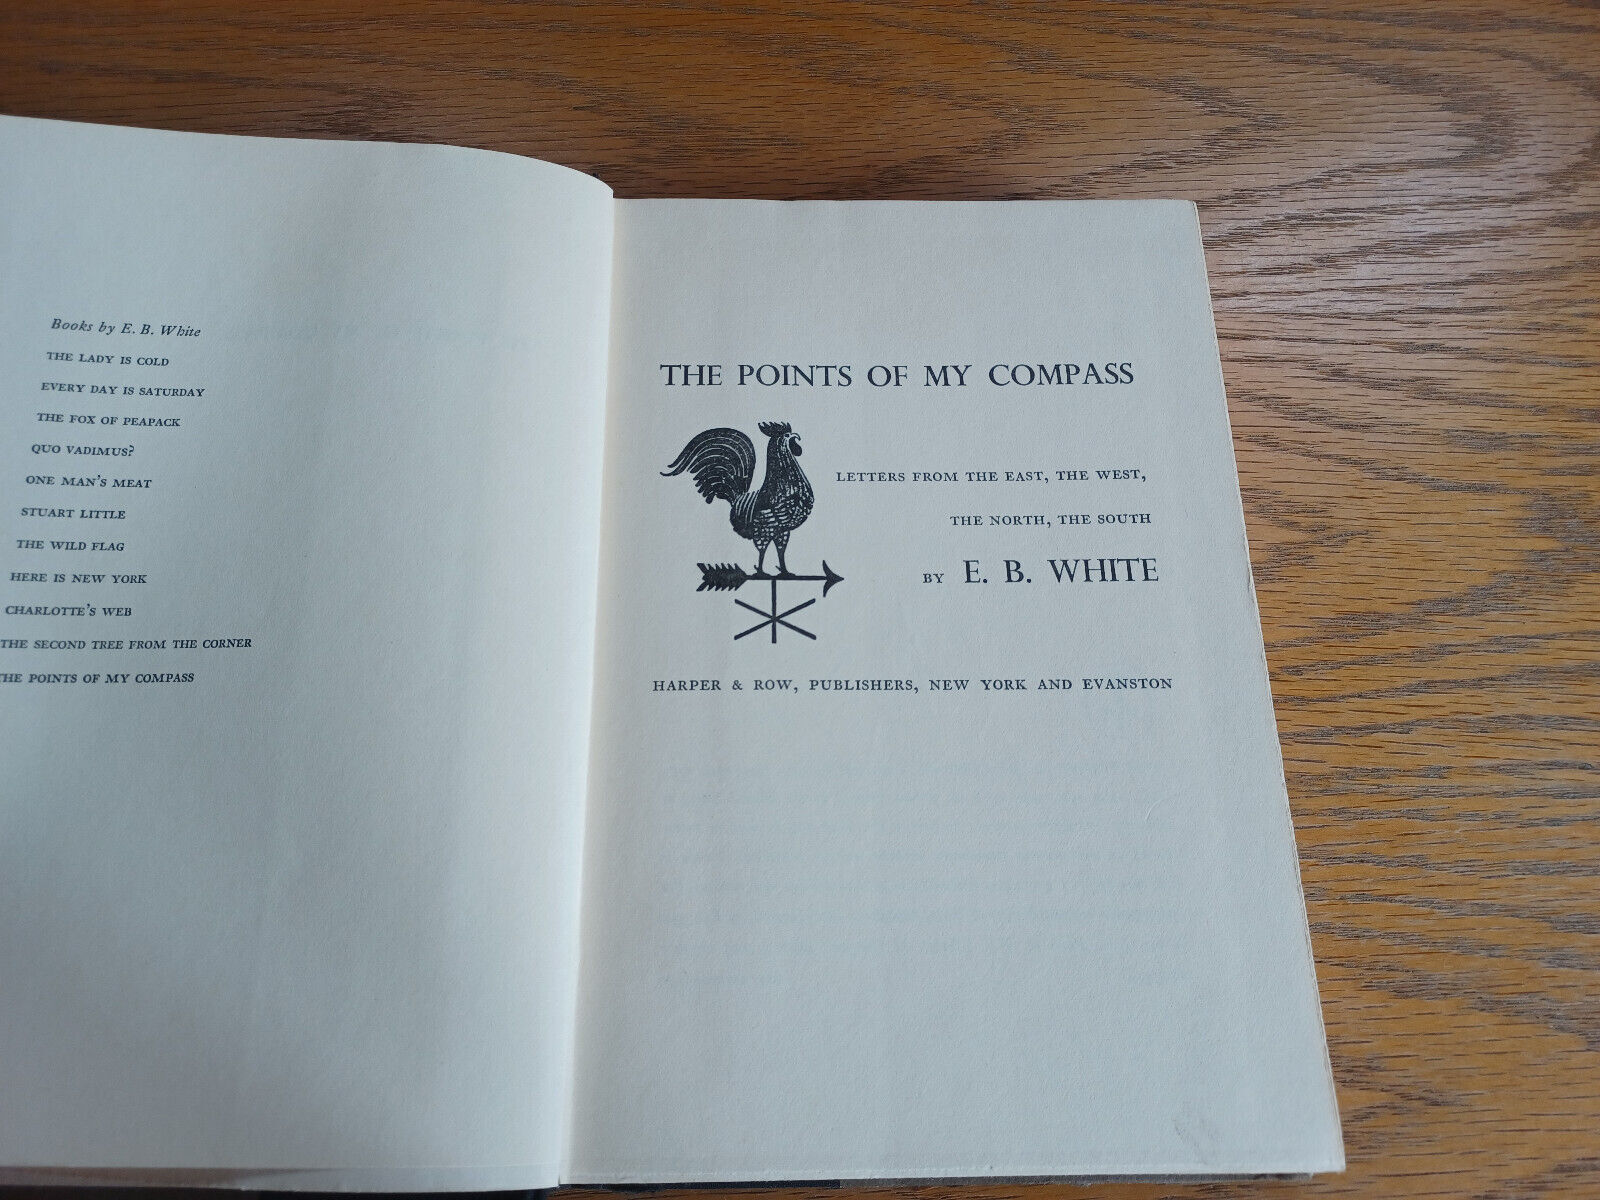 Books by E. B. White
THE LADY IS COLD
EVERY DAY IS SATURDAY
THE FOX OF PEAPACK
QUO VADIMUS?
ONE MAN'S MEAT
STUART LITTLE
THE WILD FLAG
HERE IS NEW YORK
CHARLOTTE'S WEB
THE SECOND TREE FROM THE CORNER
THE POINTS OF MY COMPASS
THE POINTS OF MY COMPASS
LETTERS FROM THE EAST, THE WEST,
THE NORTH, THE SOUTH
BY E. B. WHITE
HARPER & ROW, PUBLISHERS, NEW YORK AND EVANSTON